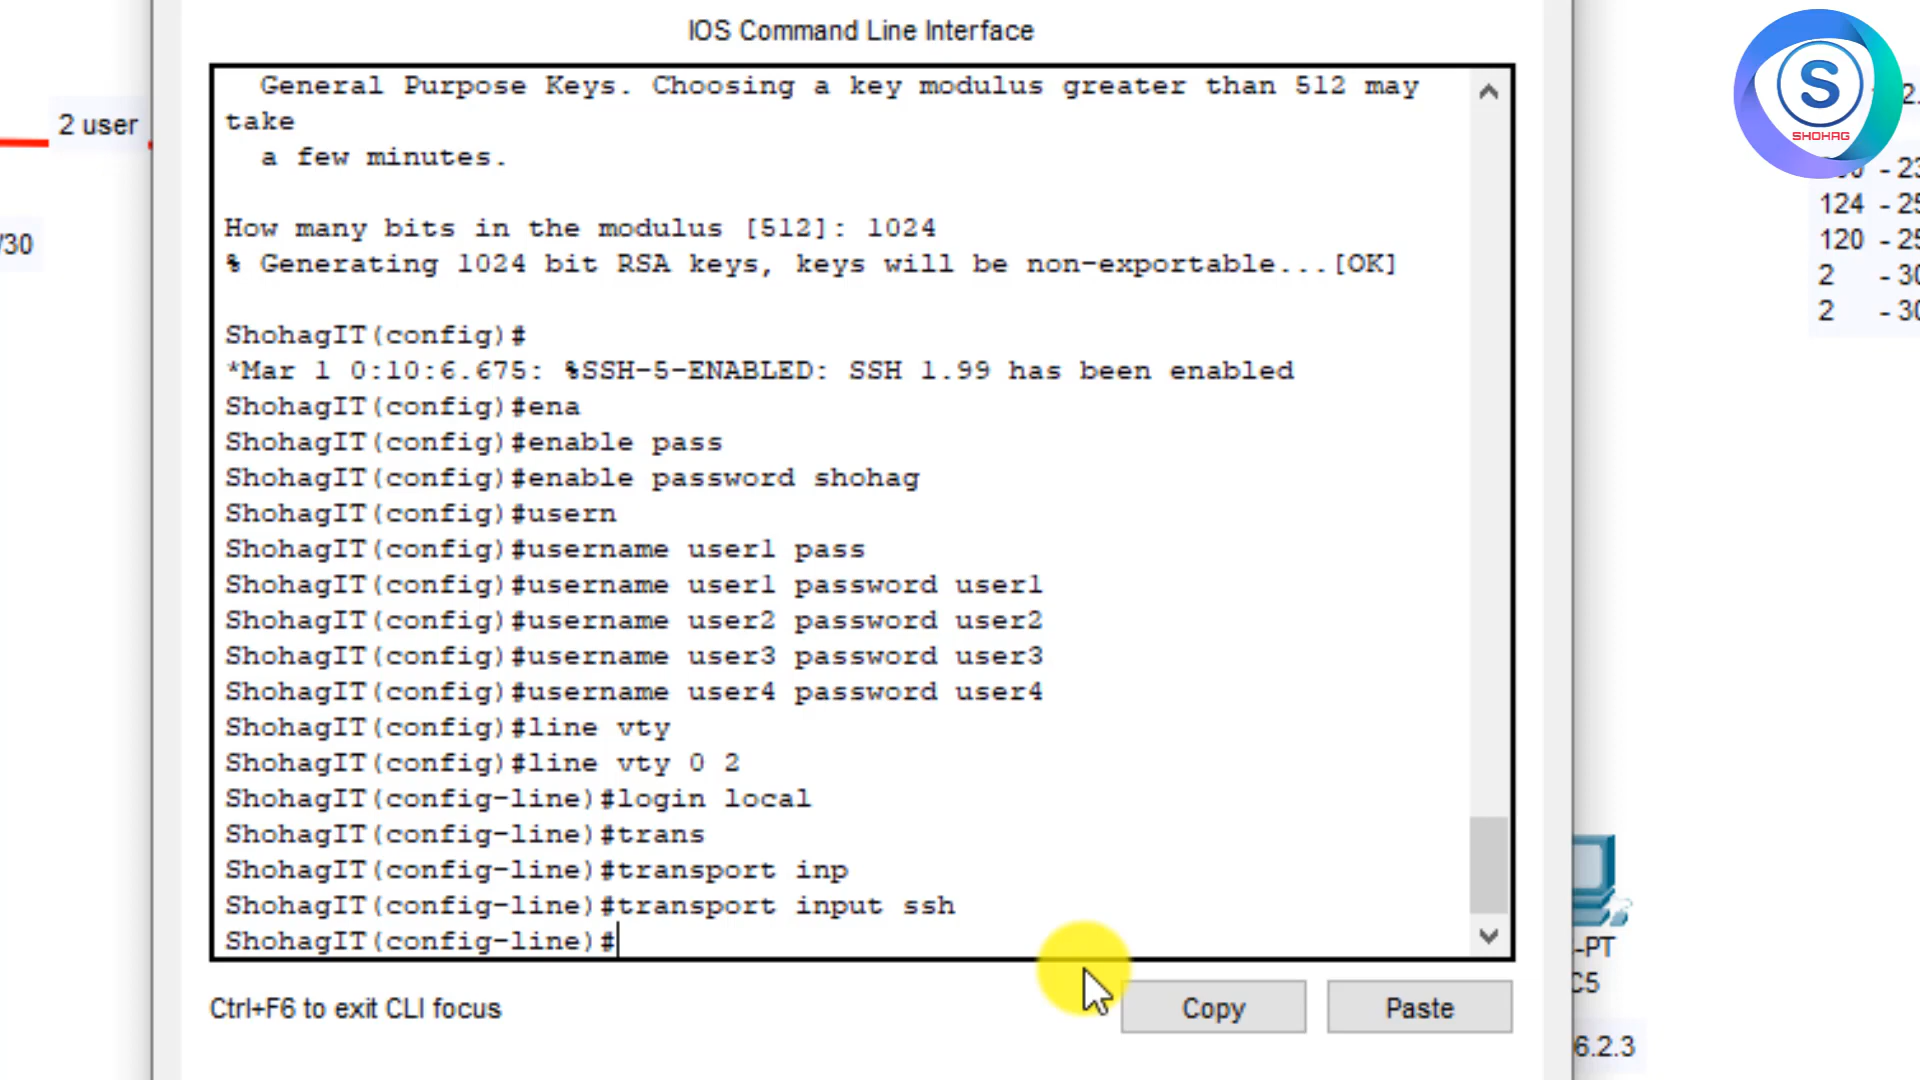 IOS Command Line Interface
General Purpose Keys. Choosing a key modulus greater than 512 may
take
a few minutes.
How many bits in the modulus [512]: 1024
% Generating 1024 bit RSA keys, keys will be non-exportable...[OK]
ShohagIT(config)#
*Mar 1 0:10:6.675: %SSH-5-ENABLED: SSH 1.99 has been enabled
ShohagIT(config)#ena
ShohagIT(config)#enable pass
ShohagIT(config)#enable password shohag
ShohagIT(config)#usern
ShohagIT(config)#username user1 pass
ShohagIT(config)#username user1 password user1
ShohagIT(config)#username user2 password user2
ShohagIT(config)#username user3 password user3
ShohagIT(config)#username user4 password user4
ShohagIT(config)#line vty
ShohagIT(config)#line vty 0 2
ShohagIT(config-line)#login local
ShohagIT(config-line)#trans
ShohagIT(config-line)#transport inp
ShohagIT(config-line)#transport input ssh
ShohagIT(config-line)#
Ctrl+F6 to exit CLI focus
Copy
Paste
2 user
/30
S
SHOHAG
124 - 25
120 - 25
2 - 30
2 - 30
-PT
C5
6.2.3